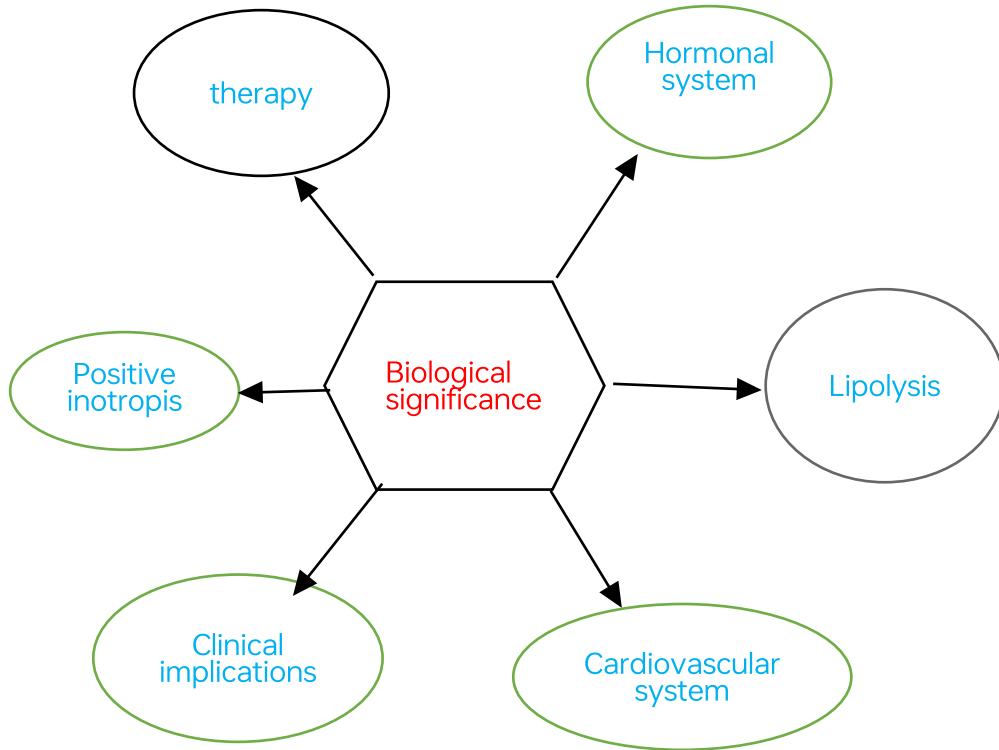 therapy
Hormonal
system
Positive
inotropis
Biological
significance
Lipolysis
Clinical
implications
Cardiovascular
system